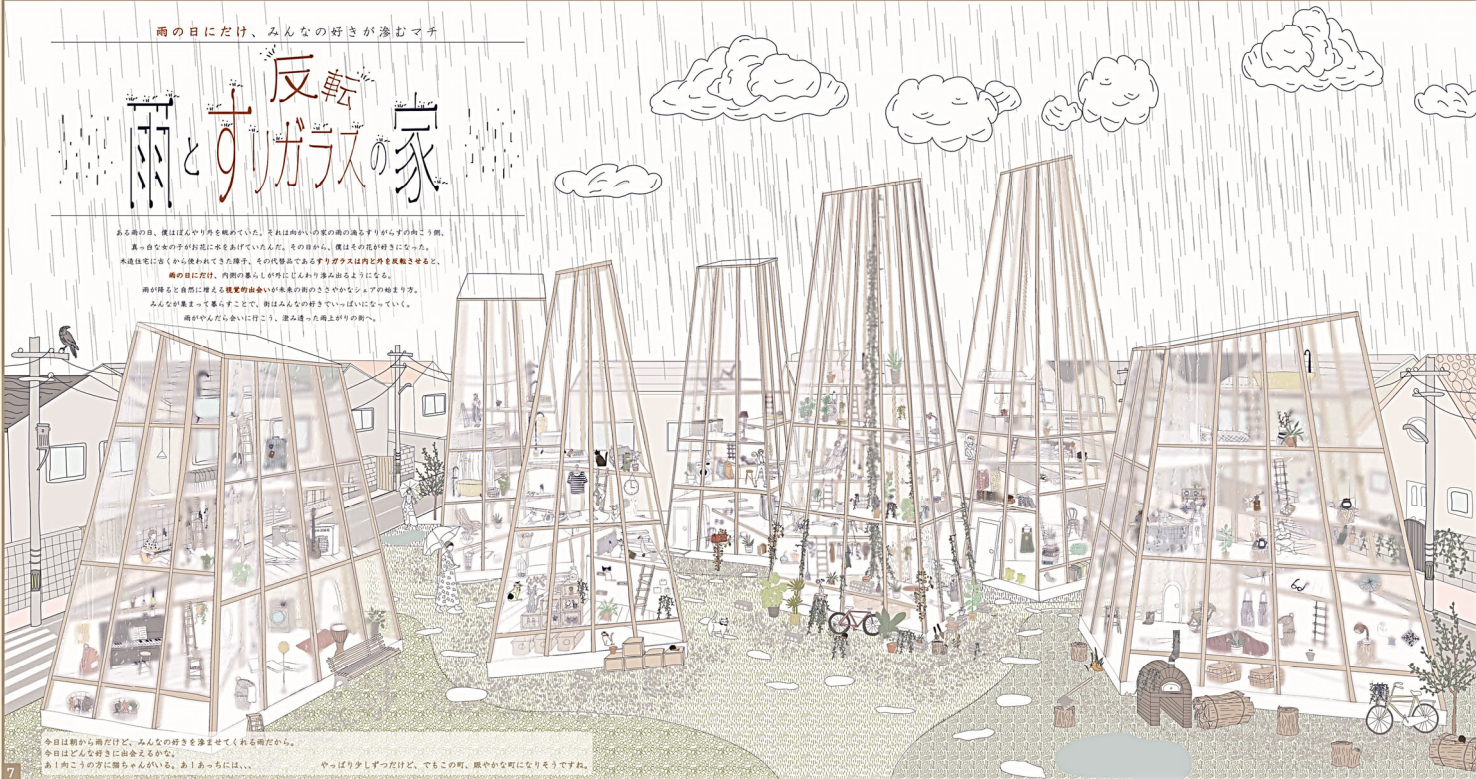 雨の日にだけ、みんなの好きが滲むマチ
反転
雨とすりガラスの家
ある雨の日、僕はぼんやり外を眺めていた。それは向かいの家の雨の滴るすりがらすの向こう側、
真っ白な女の子がお花に水をあげていたんだ。その日から、僕はその花が好きになった。
木造住宅に古くから使われてきた障子、その代替品であるすりガラスは内と外を反転させると、
雨の日にだけ、内側の暮らしが外にじんわり滲み出るようになる。
雨が降ると自然に増える視覚的出会いが未来の街のささやかなシェアの始まり方。
みんなが集まって暮らすことで、街はみんなの好きでいっぱいになっていく。
雨がやんだら会いに行こう、澄み渡った雨上がりの街へ。
今日は朝から雨だけど、みんなの好きを滲ませてくれる雨だから。
今日はどんな好きに出会えるかな。
あ！向こうの方に猫ちゃんがいる。あ！あっちには、、、
やっぱり少しずつだけど、でもこの町、賑やかな町になりそうですね。
7